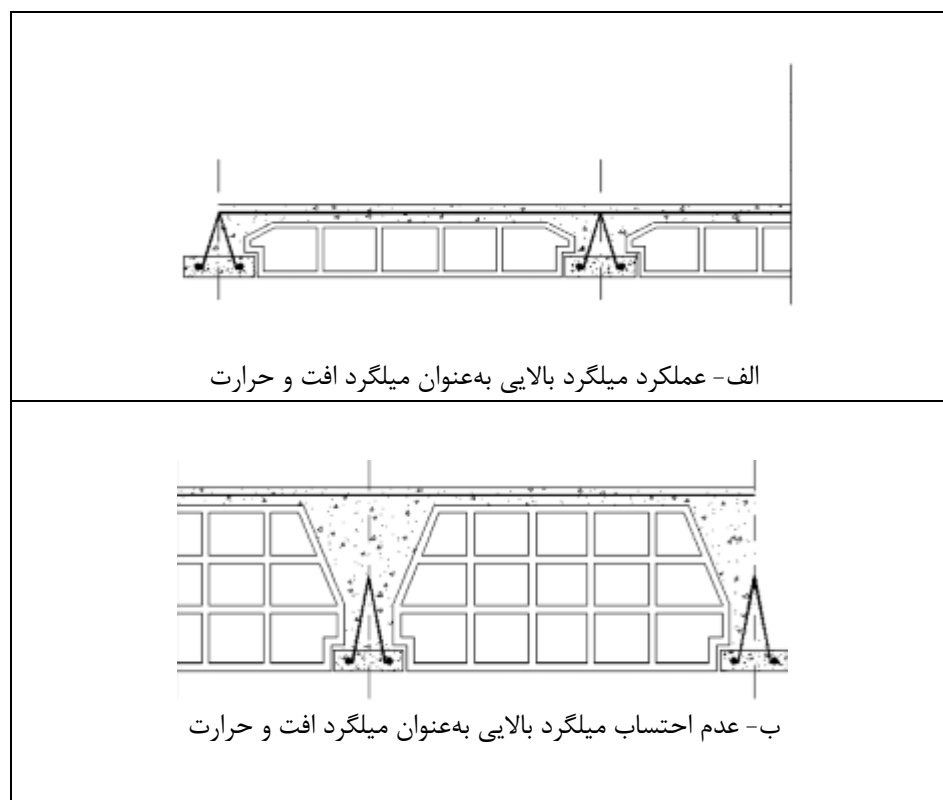 الف- عملکرد میلگرد بالایی به‌عنوان میلگرد افت و حرارت
ب- عدم احتساب میلگرد بالایی به‌عنوان میلگرد افت و حرارت